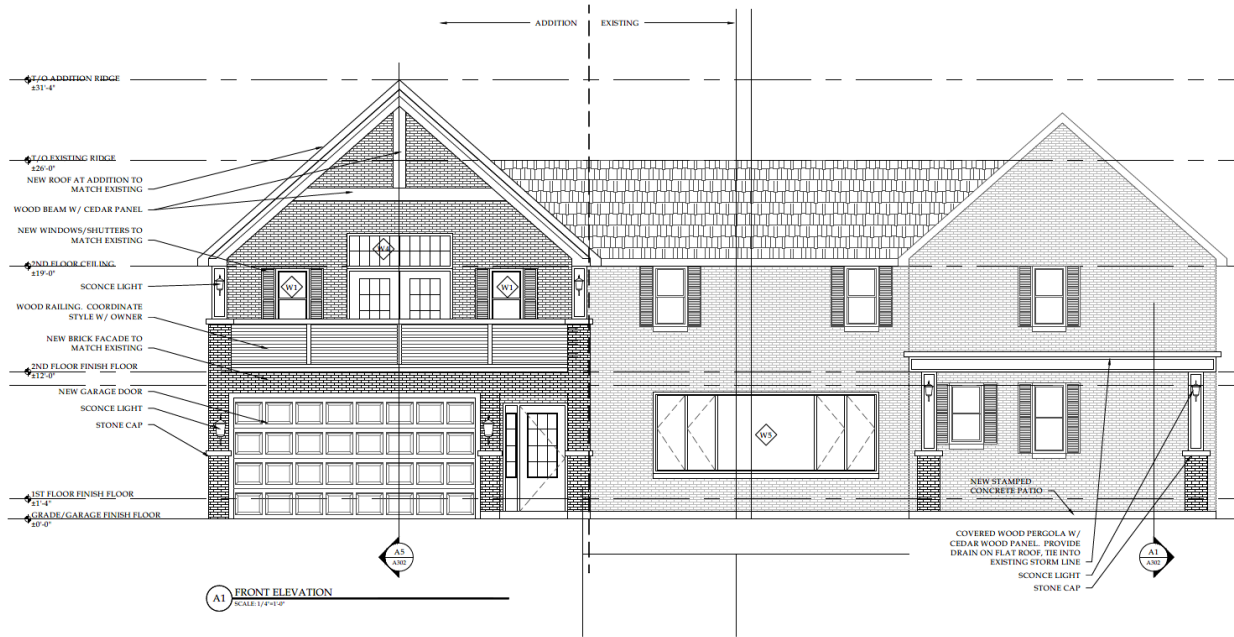 ADDITION EXISTING
T/O ADDITION RIDGE
±31'-4"
T/O EXISTING RIDGE
±26'-0"
NEW ROOF AT ADDITION TO
MATCH EXISTING
WOOD BEAM W/ CEDAR PANEL
NEW WINDOWS/SHUTTERS TO
MATCH EXISTING
W4
2ND FLOOR CEILING
±19'-0"
SCONCE LIGHT
W1 W1
WOOD RAILING. COORDINATE
STYLE W/ OWNER
NEW BRICK FACADE TO
MATCH EXISTING
2ND FLOOR FINISH FLOOR
±12'-0"
NEW GARAGE DOOR
SCONCE LIGHT
STONE CAP
W5
1ST FLOOR FINISH FLOOR
±1'-4"
GRADE/GARAGE FINISH FLOOR
±0'-0"
NEW STAMPED
CONCRETE PATIO
COVERED WOOD PERGOLA W/
CEDAR WOOD PANEL. PROVIDE
DRAIN ON FLAT ROOF, TIE INTO
EXISTING STORM LINE
SCONCE LIGHT
STONE CAP
A5
A302
A1
A302
A1 FRONT ELEVATION
SCALE: 1/4"=1'-0"